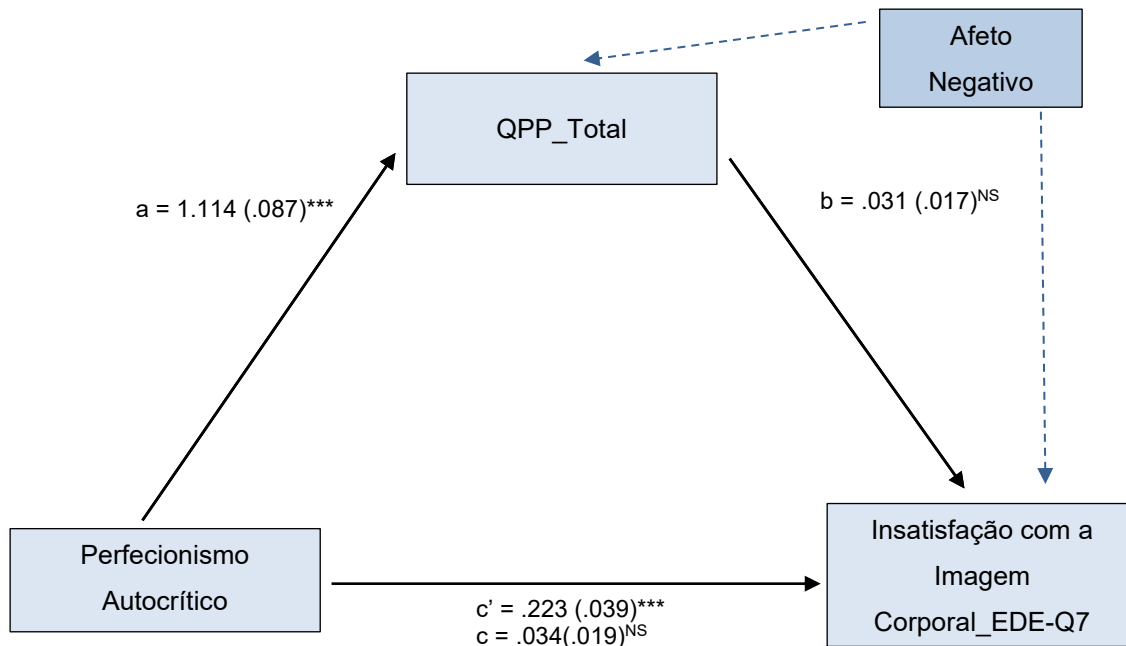 Afeto
Negativo
QPP_Total
a = 1.114 (.087)***
b = .031 (.017)NS
Perfecionismo
Autocrítico
c’ = .223 (.039)***
c = .034(.019)NS
Insatisfação com a
Imagem
Corporal_EDE-Q7